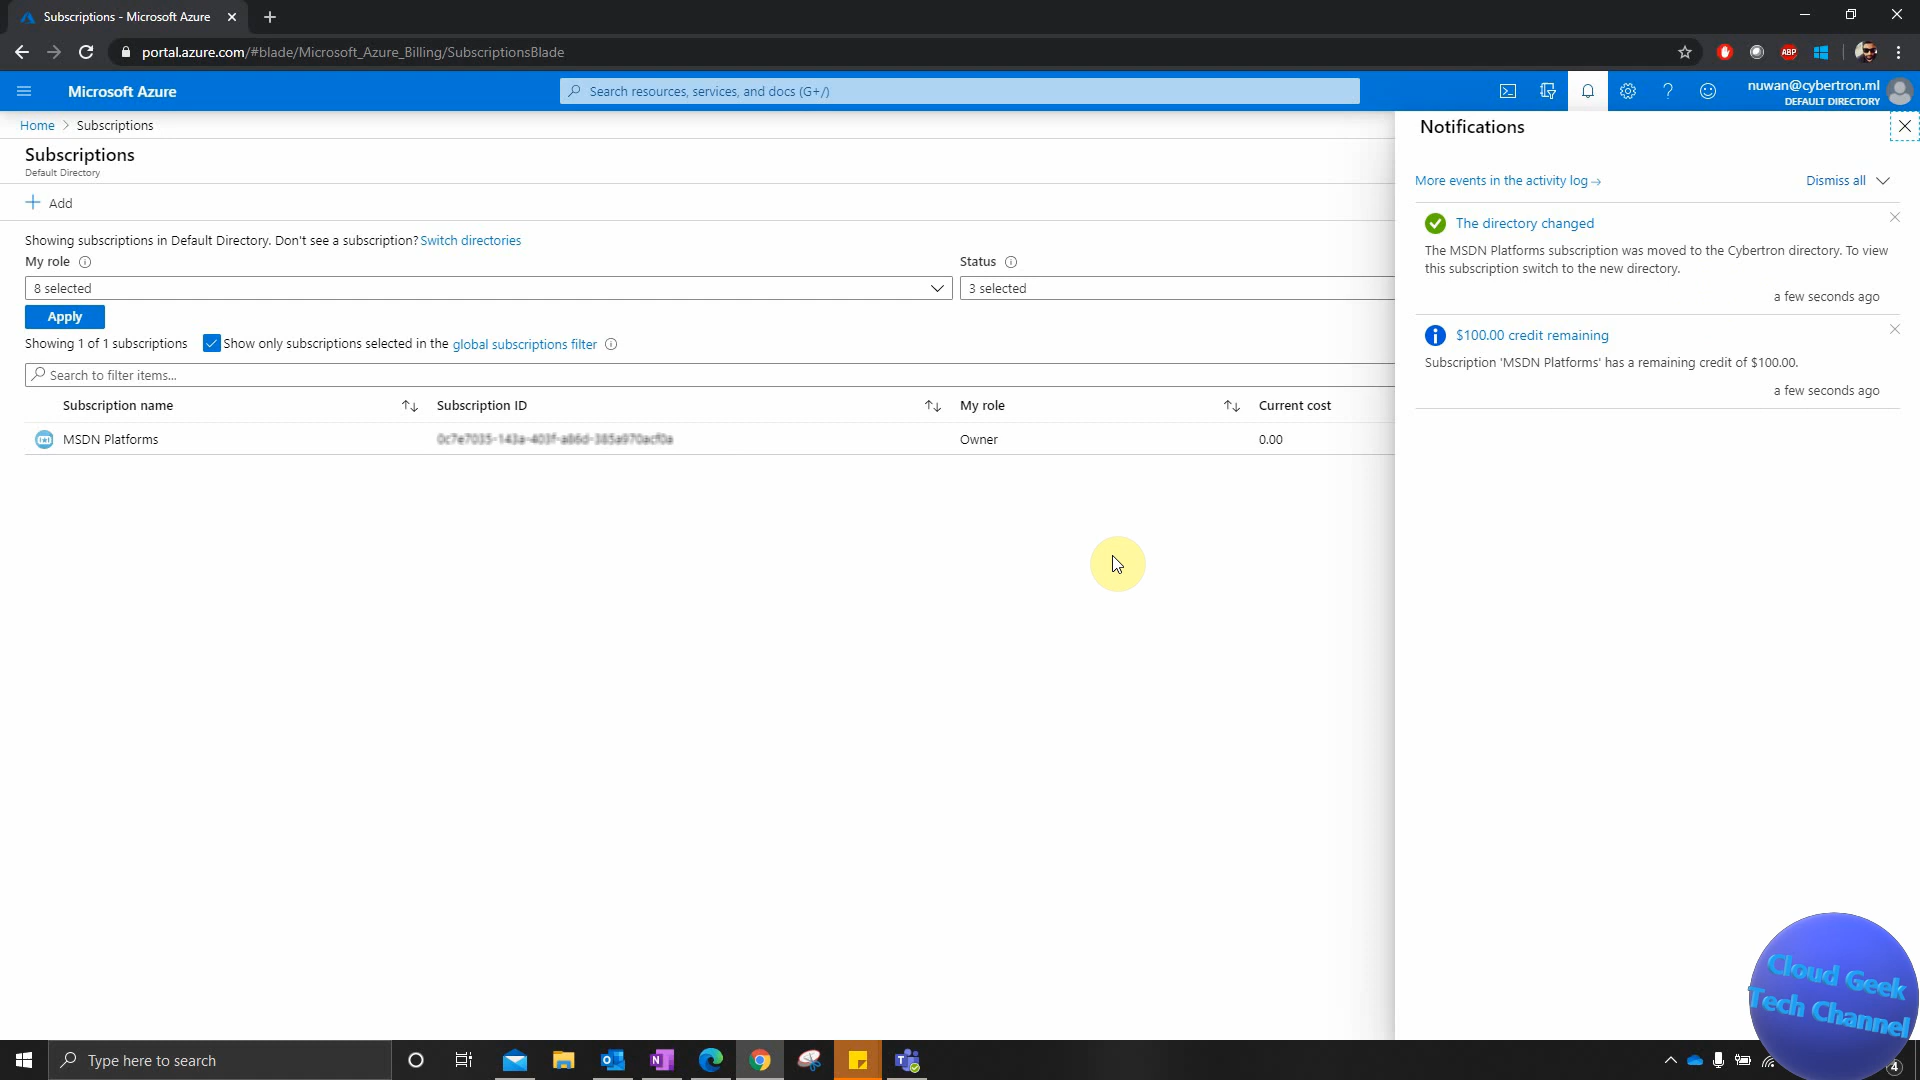 Subscriptions - Microsoft Azure
portal.azure.com/#blade/Microsoft_Azure_Billing/SubscriptionsBlade
ABP
Microsoft Azure
Search resources, services, and docs (G+/)
nuwan@cybertron.ml
DEFAULT DIRECTORY
Home > Subscriptions
Subscriptions
Default Directory
Add
Showing subscriptions in Default Directory. Don't see a subscription? Switch directories
My role
Status
8 selected
3 selected
Apply
Showing 1 of 1 subscriptions
Show only subscriptions selected in the global subscriptions filter
Search to filter items...
Subscription name
Subscription ID
My role
Current cost
MSDN Platforms
Owner
0.00
Notifications
More events in the activity log→
Dismiss all
The directory changed
The MSDN Platforms subscription was moved to the Cybertron directory. To view
this subscription switch to the new directory.
a few seconds ago
$100.00 credit remaining
Subscription 'MSDN Platforms' has a remaining credit of $100.00.
a few seconds ago
Cloud Geek
Tech Channel
Type here to search
4